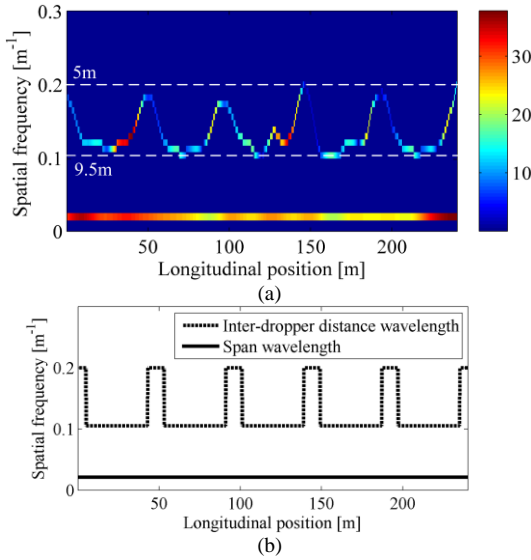 Spatial frequency [m⁻¹]
0.3
0.2
0.1
0
5m
9.5m
50
100
150
200
Longitudinal position [m]
30
20
10
(a)
Spatial frequency [m⁻¹]
0.2
0.1
0
Inter-dropper distance wavelength
Span wavelength
50
100
150
200
Longitudinal position [m]
(b)